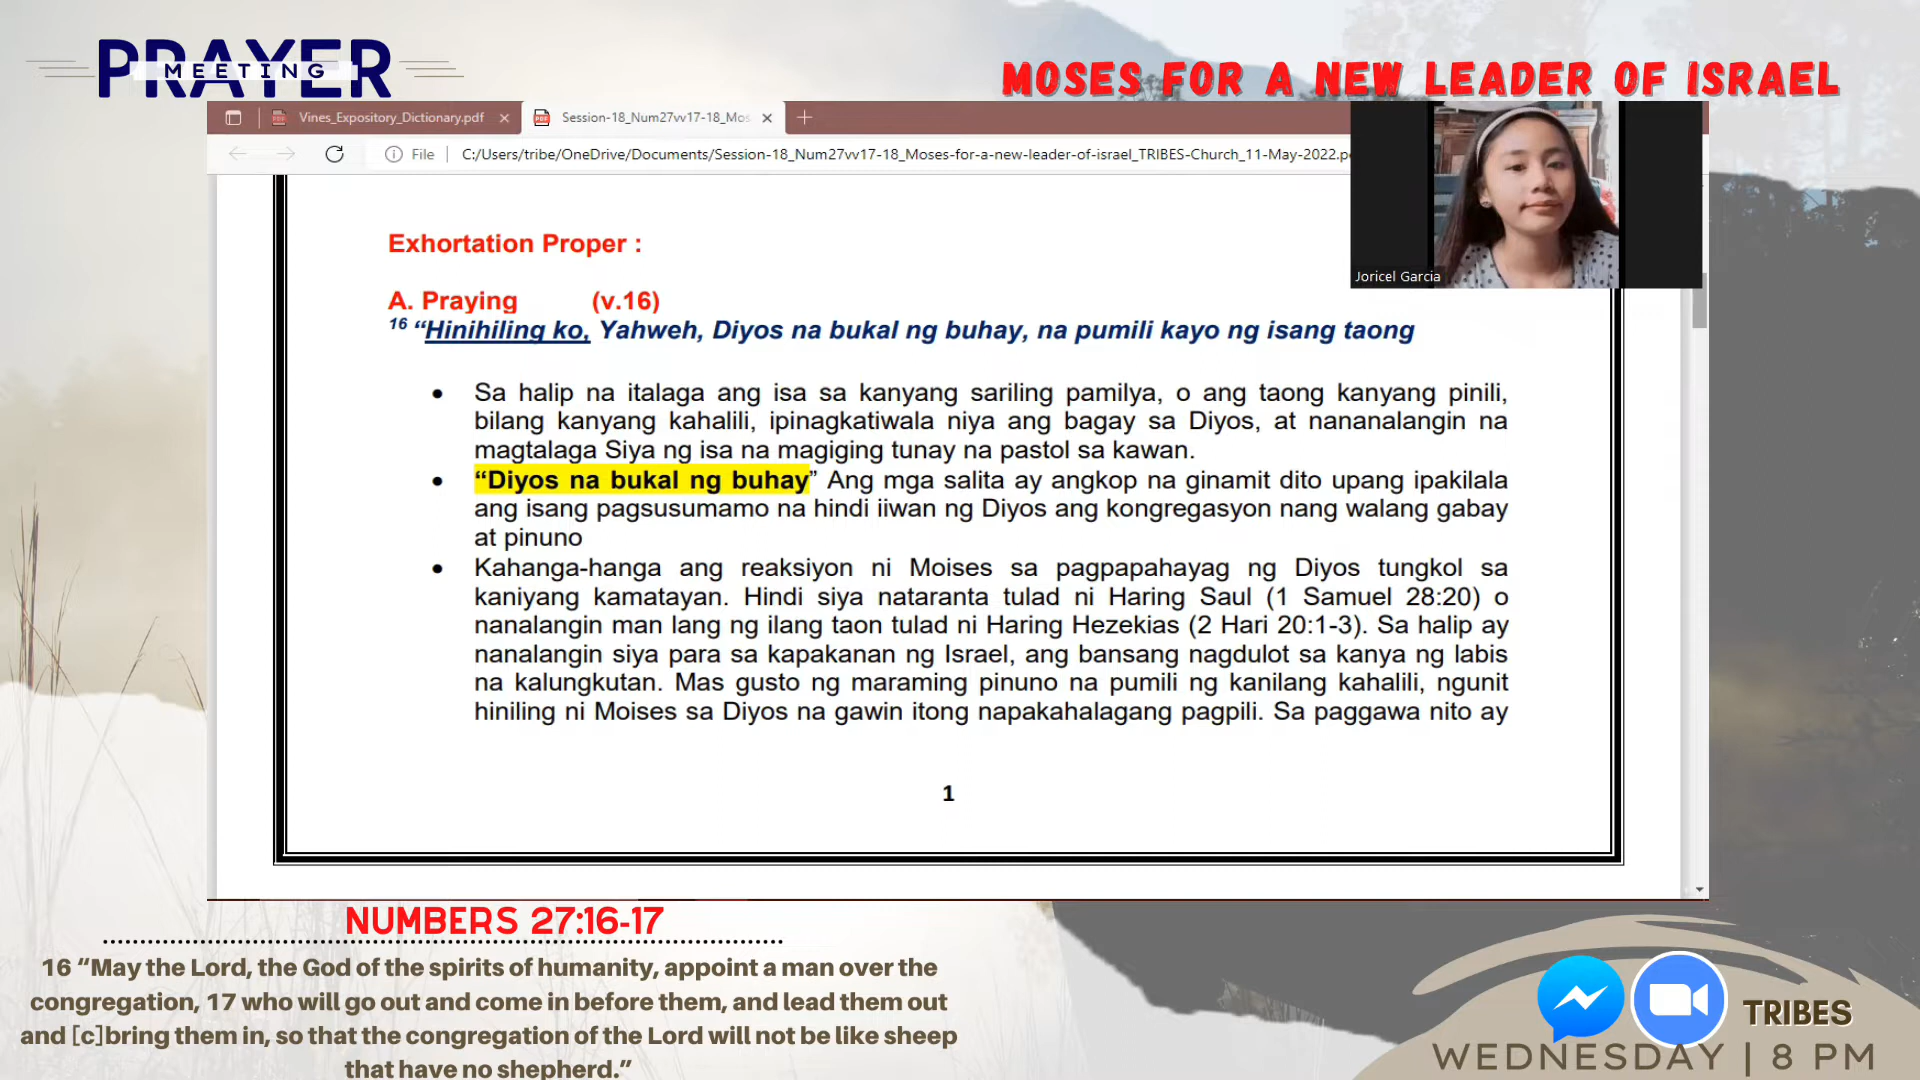 PRAYER
MEETING
MOSES FOR A NEW LEADER OF ISRAEL
Vines_Expository_Dictionary.pdf
Session-18_Num27vv17-18_Mos
File
C:/Users/tribe/OneDrive/Documents/Session-18_Num27vv17-18_Moses-for-a-new-leader-of-israel_TRIBES-Church_11-May-2022.p
Joricel Garcia
Exhortation Proper :
A. Praying (v.16)
16 “Hinihiling ko, Yahweh, Diyos na bukal ng buhay, na pumili kayo ng isang taong
• Sa halip na italaga ang isa sa kanyang sariling pamilya, o ang taong kanyang pinili,
bilang kanyang kahalili, ipinagkatiwala niya ang bagay sa Diyos, at nananalangin na
magtalaga Siya ng isa na magiging tunay na pastol sa kawan.
• “Diyos na bukal ng buhay” Ang mga salita ay angkop na ginamit dito upang ipakilala
ang isang pagsusumamo na hindi iiwan ng Diyos ang kongregasyon nang walang gabay
at pinuno
• Kahanga-hanga ang reaksiyon ni Moises sa pagpapahayag ng Diyos tungkol sa
kaniyang kamatayan. Hindi siya nataranta tulad ni Haring Saul (1 Samuel 28:20) o
nanalangin man lang ng ilang taon tulad ni Haring Hezekias (2 Hari 20:1-3). Sa halip ay
nanalangin siya para sa kapakanan ng Israel, ang bansang nagdulot sa kanya ng labis
na kalungkutan. Mas gusto ng maraming pinuno na pumili ng kanilang kahalili, ngunit
hiniling ni Moises sa Diyos na gawin itong napakahalagang pagpili. Sa paggawa nito ay
1
NUMBERS 27:16-17
16 “May the Lord, the God of the spirits of humanity, appoint a man over the
congregation, 17 who will go out and come in before them, and lead them out
and [c]bring them in, so that the congregation of the Lord will not be like sheep
that have no shepherd.”
TRIBES
WEDNESDAY | 8 PM